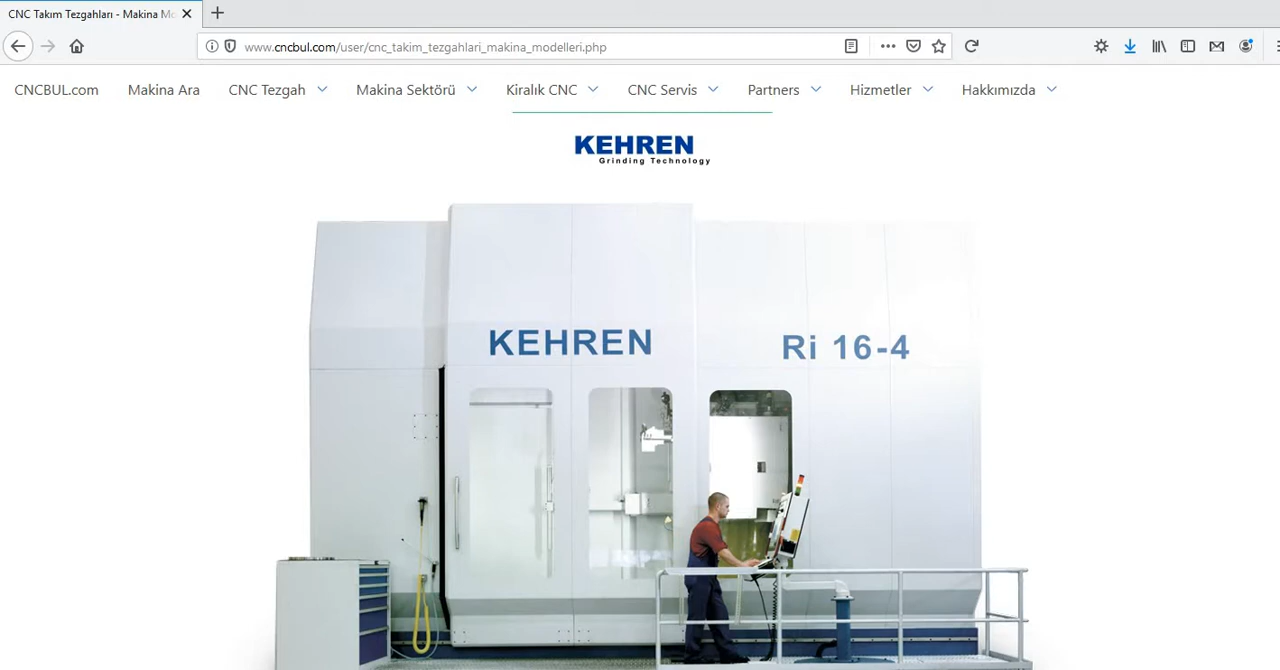 CNC Takım Tezgahları - Makina Mo
www.cncbul.com/user/cnc_takim_tezgahlari_makina_modelleri.php
CNCBUL.com Makina Ara CNC Tezgah Makina Sektörü Kiralık CNC CNC Servis Partners Hizmetler Hakkımızda
KEHREN
Grinding Technology
KEHREN Ri 16-4